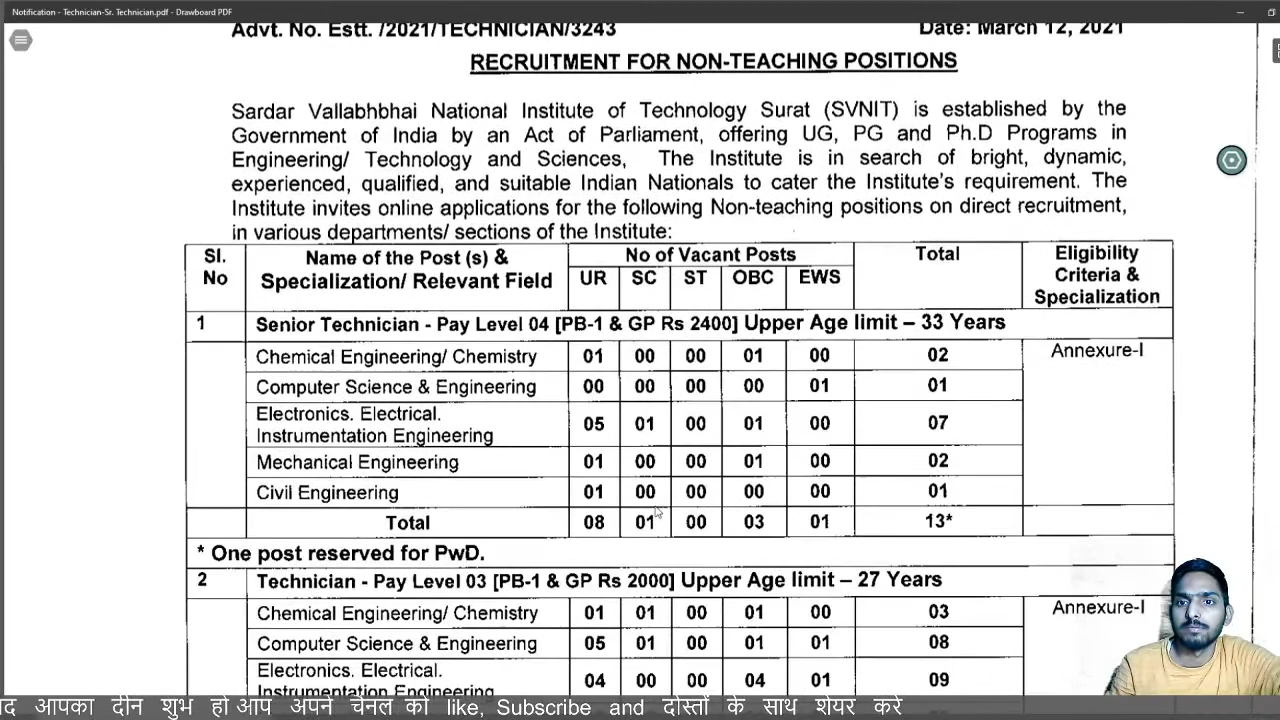 Notification - Technician-Sr. Technician.pdf - Drawboard PDF
Advt. No. Estt. /2021/TECHNICIAN/3243 Date: March 12, 2021
RECRUITMENT FOR NON-TEACHING POSITIONS
Sardar Vallabhbhai National Institute of Technology Surat (SVNIT) is established by the
Government of India by an Act of Parliament, offering UG, PG and Ph.D Programs in
Engineering/ Technology and Sciences, The Institute is in search of bright, dynamic,
experienced, qualified, and suitable Indian Nationals to cater the Institute's requirement. The
Institute invites online applications for the following Non-teaching positions on direct recruitment,
in various departments/ sections of the Institute:
Sl. No Name of the Post (s) & Specialization/ Relevant Field No of Vacant Posts Total Eligibility Criteria & Specialization
UR SC ST OBC EWS
1 Senior Technician - Pay Level 04 [PB-1 & GP Rs 2400] Upper Age limit – 33 Years
Chemical Engineering/ Chemistry 01 00 00 01 00 02 Annexure-I
Computer Science & Engineering 00 00 00 00 01 01
Electronics. Electrical.
Instrumentation Engineering 05 01 00 01 00 07
Mechanical Engineering 01 00 00 01 00 02
Civil Engineering 01 00 00 00 00 01
Total 08 01 00 03 01 13*
* One post reserved for PwD.
2 Technician - Pay Level 03 [PB-1 & GP Rs 2000] Upper Age limit – 27 Years
Chemical Engineering/ Chemistry 01 01 00 01 00 03 Annexure-I
Computer Science & Engineering 05 01 00 01 01 08
Electronics. Electrical.
Instrumentation Engineering 04 00 00 04 01 09
आपका दीन शुभ हो आप अपने चेनल को like, Subscribe and दोस्तों के साथ शेयर करे